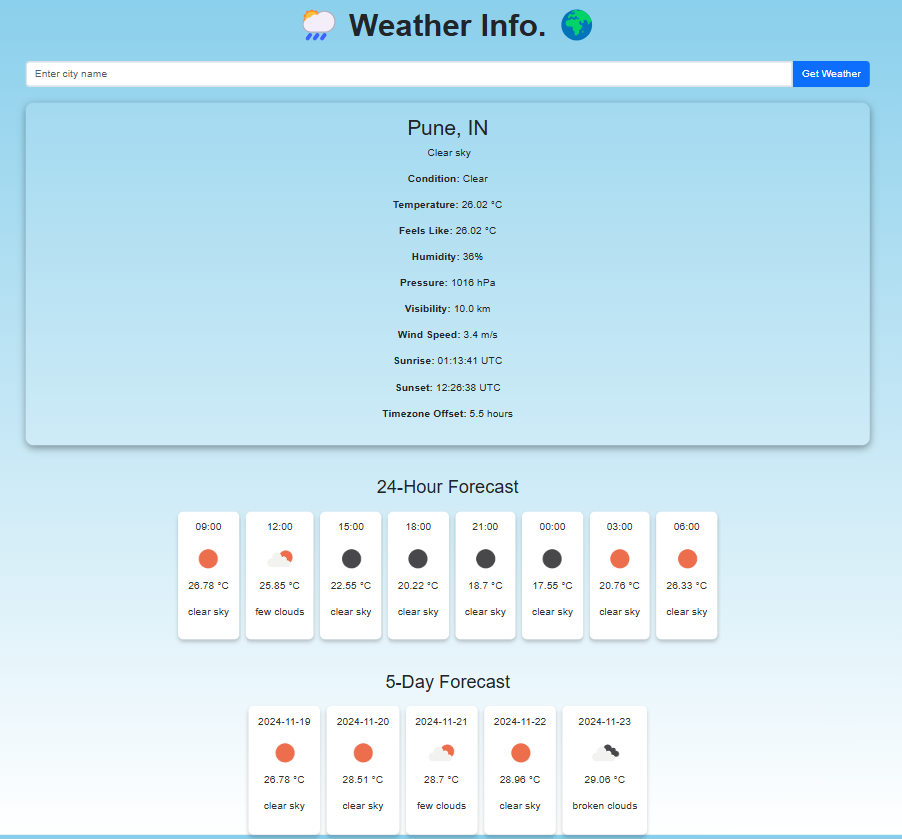 Weather Info.
Enter city name
Get Weather
Pune, IN
Clear sky
Condition: Clear
Temperature: 26.02 °C
Feels Like: 26.02 °C
Humidity: 36%
Pressure: 1016 hPa
Visibility: 10.0 km
Wind Speed: 3.4 m/s
Sunrise: 01:13:41 UTC
Sunset: 12:26:38 UTC
Timezone Offset: 5.5 hours
24-Hour Forecast
09:00 12:00 15:00 18:00 21:00 00:00 03:00 06:00
26.78 °C 25.85 °C 22.55 °C 20.22 °C 18.7 °C 17.55 °C 20.76 °C 26.33 °C
clear sky few clouds clear sky clear sky clear sky clear sky clear sky clear sky
5-Day Forecast
2024-11-19 2024-11-20 2024-11-21 2024-11-22 2024-11-23
26.78 °C 28.51 °C 28.7 °C 28.96 °C 29.06 °C
clear sky clear sky few clouds clear sky broken clouds